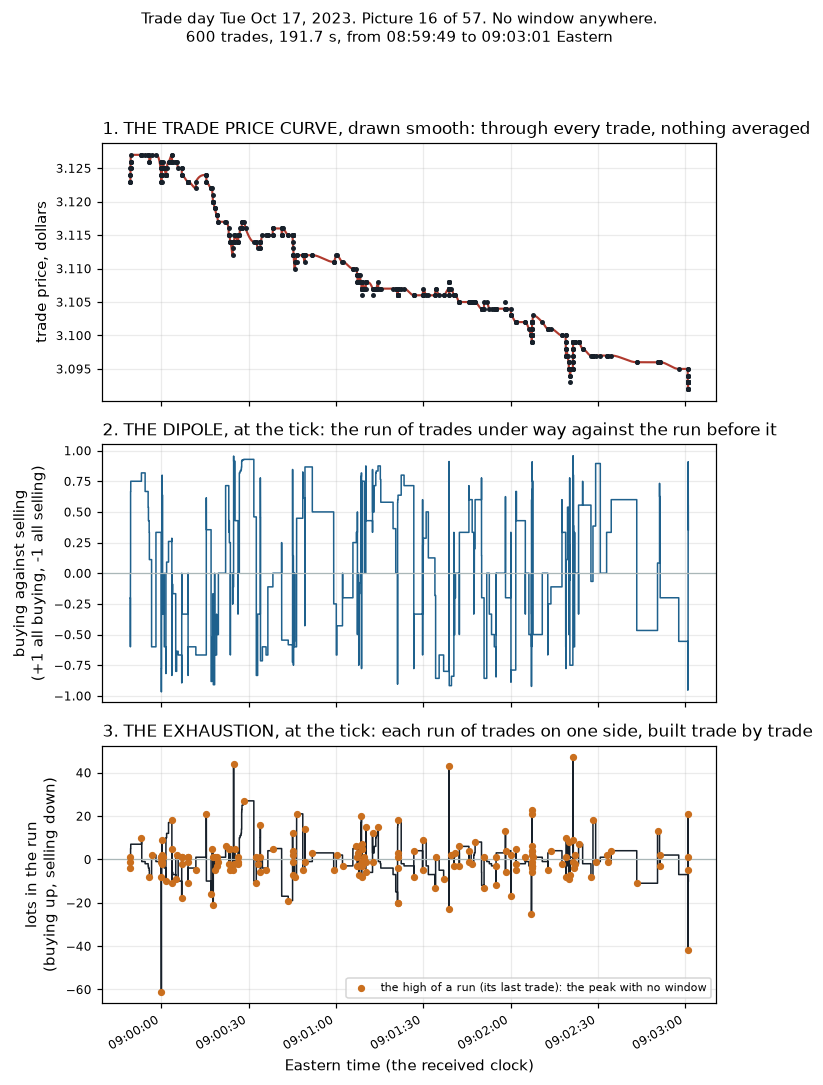 Trade day Tue Oct 17, 2023. Picture 16 of 57. No window anywhere.
600 trades, 191.7 s, from 08:59:49 to 09:03:01 Eastern
1. THE TRADE PRICE CURVE, drawn smooth: through every trade, nothing averaged
trade price, dollars
3.125
3.120
3.115
3.110
3.105
3.100
3.095
2. THE DIPOLE, at the tick: the run of trades under way against the run before it
buying against selling
(+1 all buying, -1 all selling)
1.00
0.75
0.50
0.25
0.00
−0.25
−0.50
−0.75
−1.00
3. THE EXHAUSTION, at the tick: each run of trades on one side, built trade by trade
lots in the run
(buying up, selling down)
40
20
0
−20
−40
−60
the high of a run (its last trade): the peak with no window
09:00:00
09:00:30
09:01:00
09:01:30
09:02:00
09:02:30
09:03:00
Eastern time (the received clock)